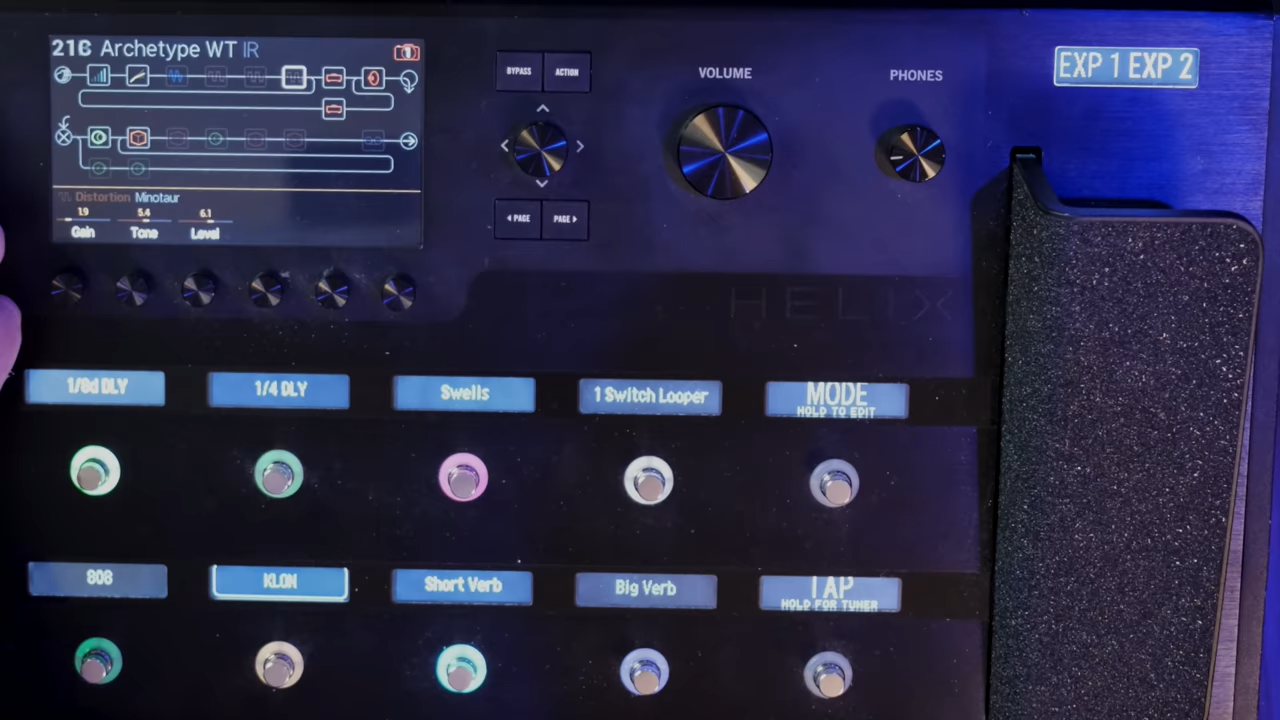 21C Archetype WT IR
1
Distortion Minotaur
1.9 5.4 6.1
Gain Tone Level
BYPASS ACTION
◀ PAGE PAGE ▶
VOLUME
PHONES
EXP 1 EXP 2
HELIX
1/8d DLY
1/4 DLY
Swells
1 Switch Looper
MODE
HOLD TO EDIT
808
KLON
Short Verb
Big Verb
TAP
HOLD FOR TUNER